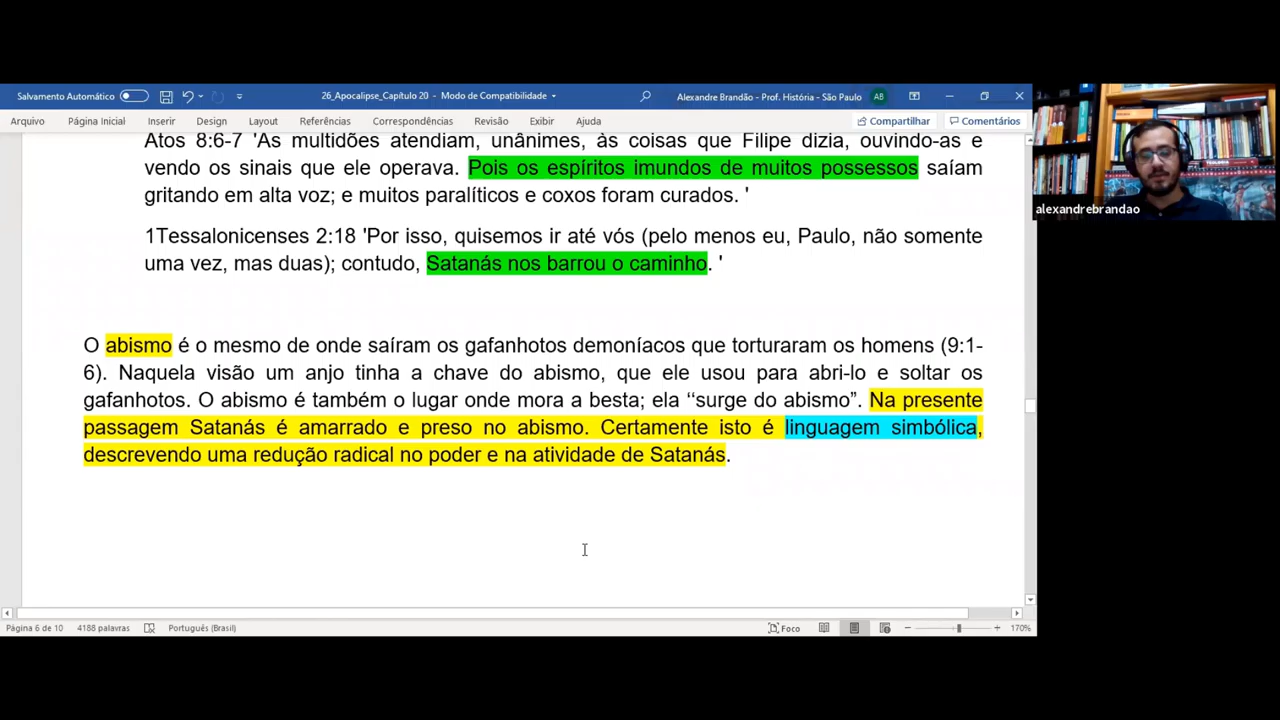 Salvamento Automático
26_Apocalipse_Capítulo 20 - Modo de Compatibilidade
Alexandre Brandão - Prof. História - São Paulo AB
Arquivo Página Inicial Inserir Design Layout Referências Correspondências Revisão Exibir Ajuda Compartilhar Comentários
Atos 8:6-7 'As multidões atendiam, unânimes, às coisas que Filipe dizia, ouvindo-as e
vendo os sinais que ele operava. Pois os espíritos imundos de muitos possessos saíam
gritando em alta voz; e muitos paralíticos e coxos foram curados. '
1Tessalonicenses 2:18 'Por isso, quisemos ir até vós (pelo menos eu, Paulo, não somente
uma vez, mas duas); contudo, Satanás nos barrou o caminho. '
O abismo é o mesmo de onde saíram os gafanhotos demoníacos que torturaram os homens (9:1-
6). Naquela visão um anjo tinha a chave do abismo, que ele usou para abri-lo e soltar os
gafanhotos. O abismo é também o lugar onde mora a besta; ela ‘‘surge do abismo”. Na presente
passagem Satanás é amarrado e preso no abismo. Certamente isto é linguagem simbólica,
descrevendo uma redução radical no poder e na atividade de Satanás.
Página 6 de 10 4188 palavras Português (Brasil) Foco 170%
alexandrebrandao